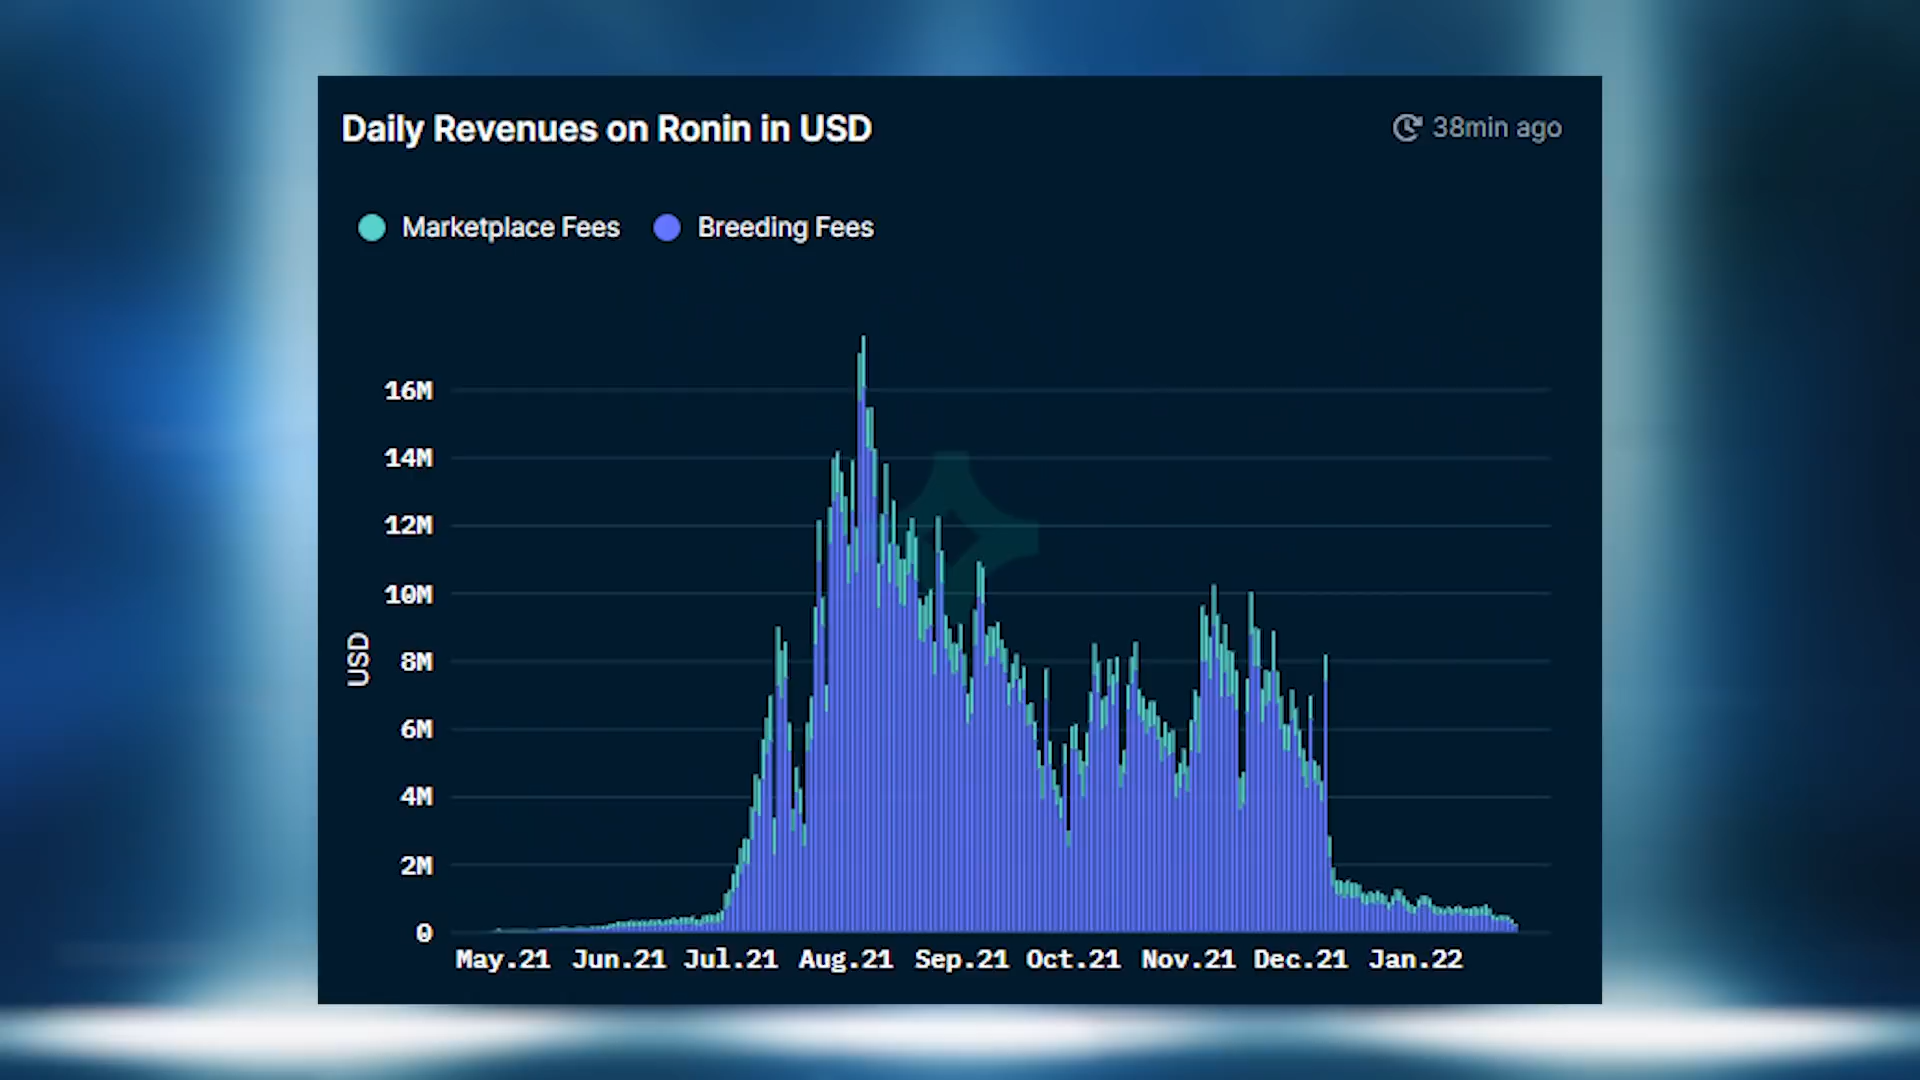 Daily Revenues on Ronin in USD
38min ago
Marketplace Fees
Breeding Fees
16M
14M
12M
10M
8M
6M
4M
2M
0
USD
May.21 Jun.21 Jul.21 Aug.21 Sep.21 Oct.21 Nov.21 Dec.21 Jan.22